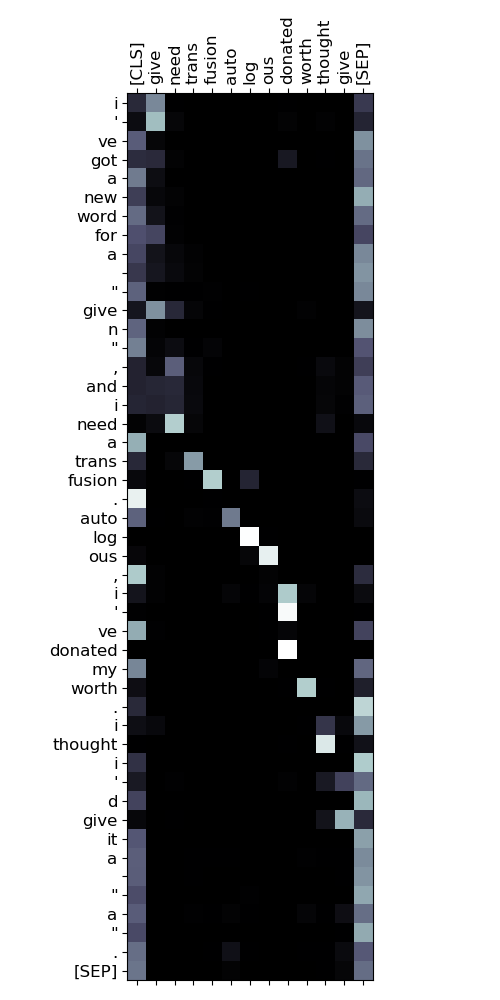 [CLS]
give
need
trans
fusion
auto
log
ous
donated
worth
thought
give
[SEP]
i
'
ve
got
a
new
word
for
a
"
give
n
"
,
and
i
need
a
trans
fusion
.
auto
log
ous
,
i
'
ve
donated
my
worth
.
i
thought
i
'
d
give
it
a
"
a
"
.
[SEP]